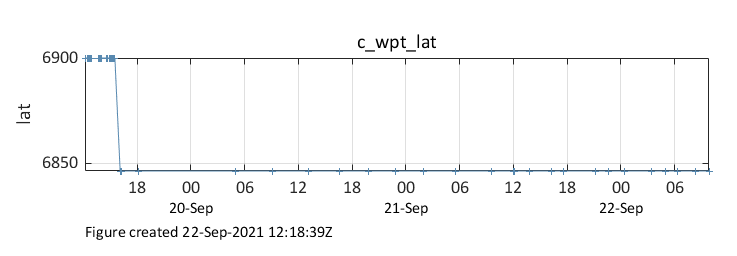 c_wpt_lat
6900
lat
6850
18 00 06 12 18 00 06 12 18 00 06
20-Sep 21-Sep 22-Sep
Figure created 22-Sep-2021 12:18:39Z